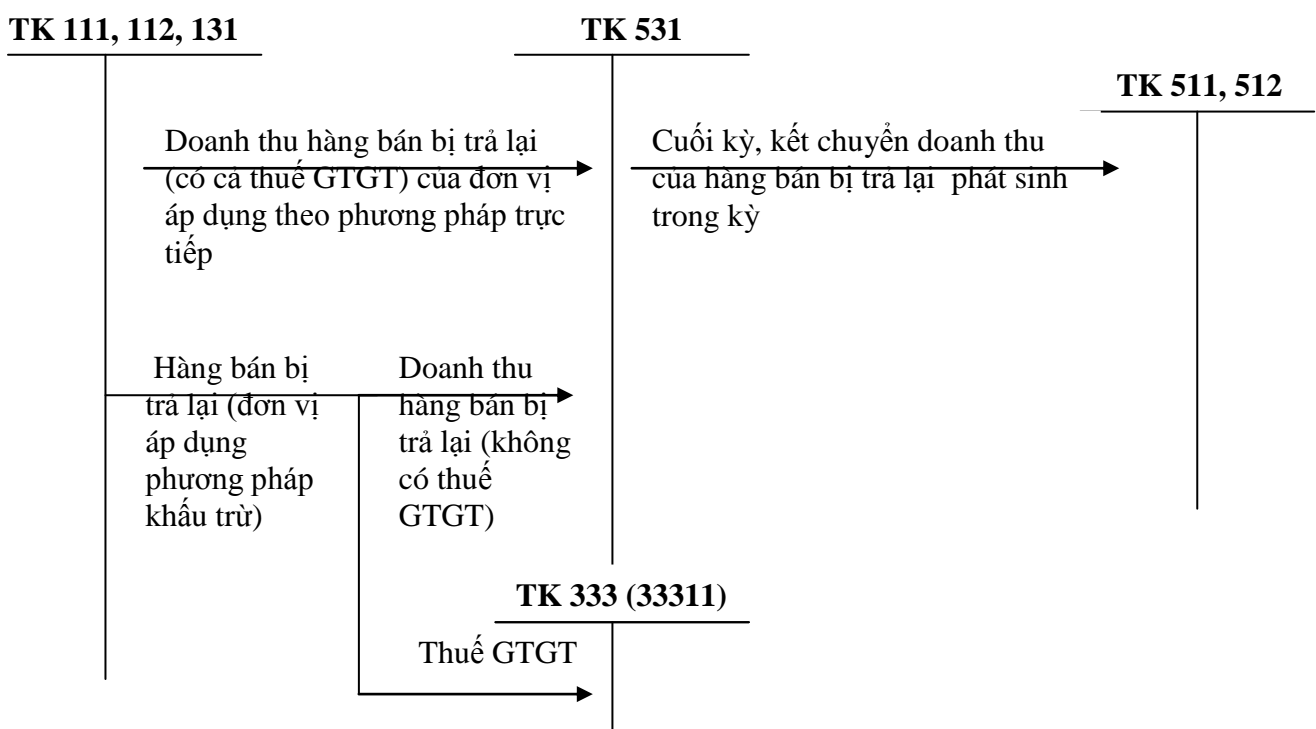 TK 111, 112, 131
TK 531
TK 511, 512
Doanh thu hàng bán bị trả lại
(có cả thuế GTGT) của đơn vị
áp dụng theo phương pháp trực
tiếp
Cuối kỳ, kết chuyển doanh thu
của hàng bán bị trả lại phát sinh
trong kỳ
Hàng bán bị
trả lại (đơn vị
áp dụng
phương pháp
khấu trừ)
Doanh thu
hàng bán bị
trả lại (không
có thuế
GTGT)
TK 333 (33311)
Thuế GTGT